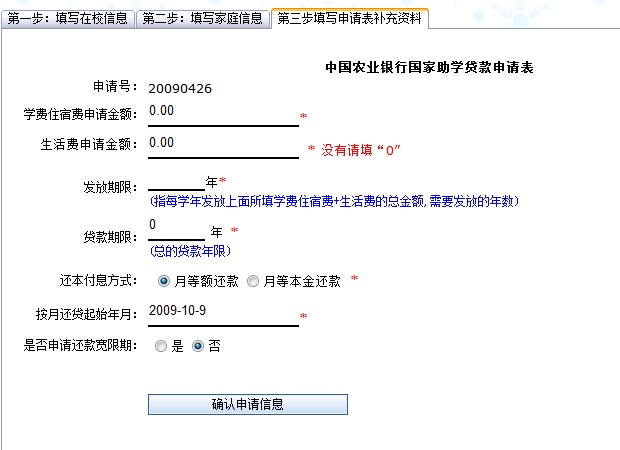 第一步：填写在校信息 第二步：填写家庭信息 第三步填写申请表补充资料
中国农业银行国家助学贷款申请表
申请号： 20090426
学费住宿费申请金额： 0.00 *
生活费申请金额： 0.00 * 没有请填“0”
发放期限： 年*
(指每学年发放上面所填学费住宿费+生活费的总金额,需要发放的年数)
贷款期限： 0 年 *
(总的贷款年限)
还本付息方式： 月等额还款 月等本金还款 *
按月还贷起始年月： 2009-10-9 *
是否申请还款宽限期： 是 否
确认申请信息